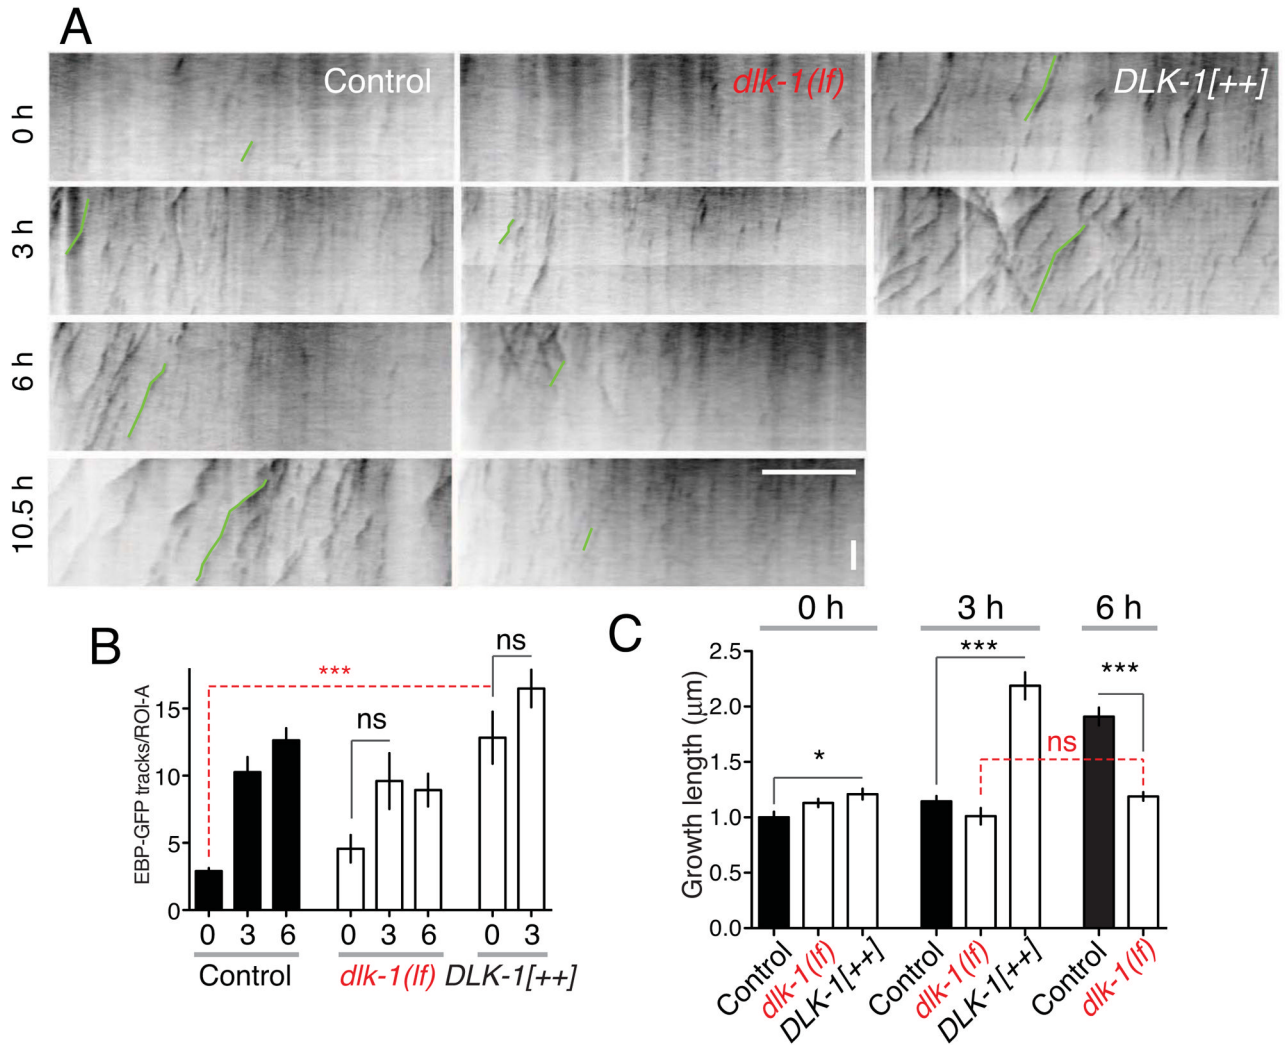 A
Control
dlk-1(lf)
DLK-1[++]
0 h
3 h
6 h
10.5 h
B
EBP-GFP tracks/ROI-A
15
10
5
0
***
ns
ns
0 3 6 0 3 6 0 3
Control dlk-1(lf) DLK-1[++]
C
0 h 3 h 6 h
Growth length (μm)
2.5
2.0
1.5
1.0
0.5
0.0
*
***
ns
***
Control dlk-1(lf) DLK-1[++] Control dlk-1(lf) DLK-1[++] Control dlk-1(lf)